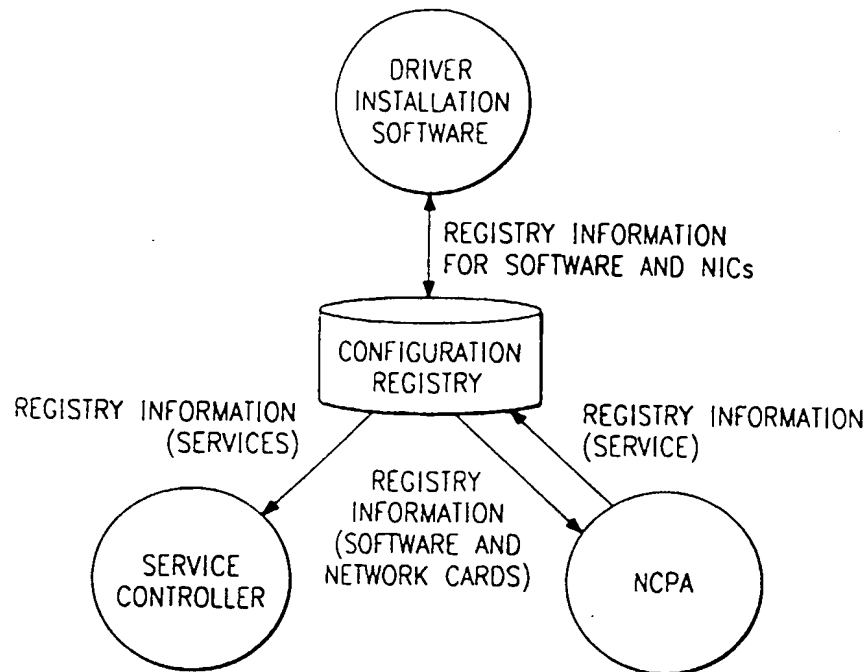 DRIVER
INSTALLATION
SOFTWARE
REGISTRY INFORMATION
FOR SOFTWARE AND NICs
CONFIGURATION
REGISTRY
REGISTRY INFORMATION
(SERVICES)
REGISTRY INFORMATION
(SERVICE)
REGISTRY
INFORMATION
(SOFTWARE AND
NETWORK CARDS)
SERVICE
CONTROLLER
NCPA